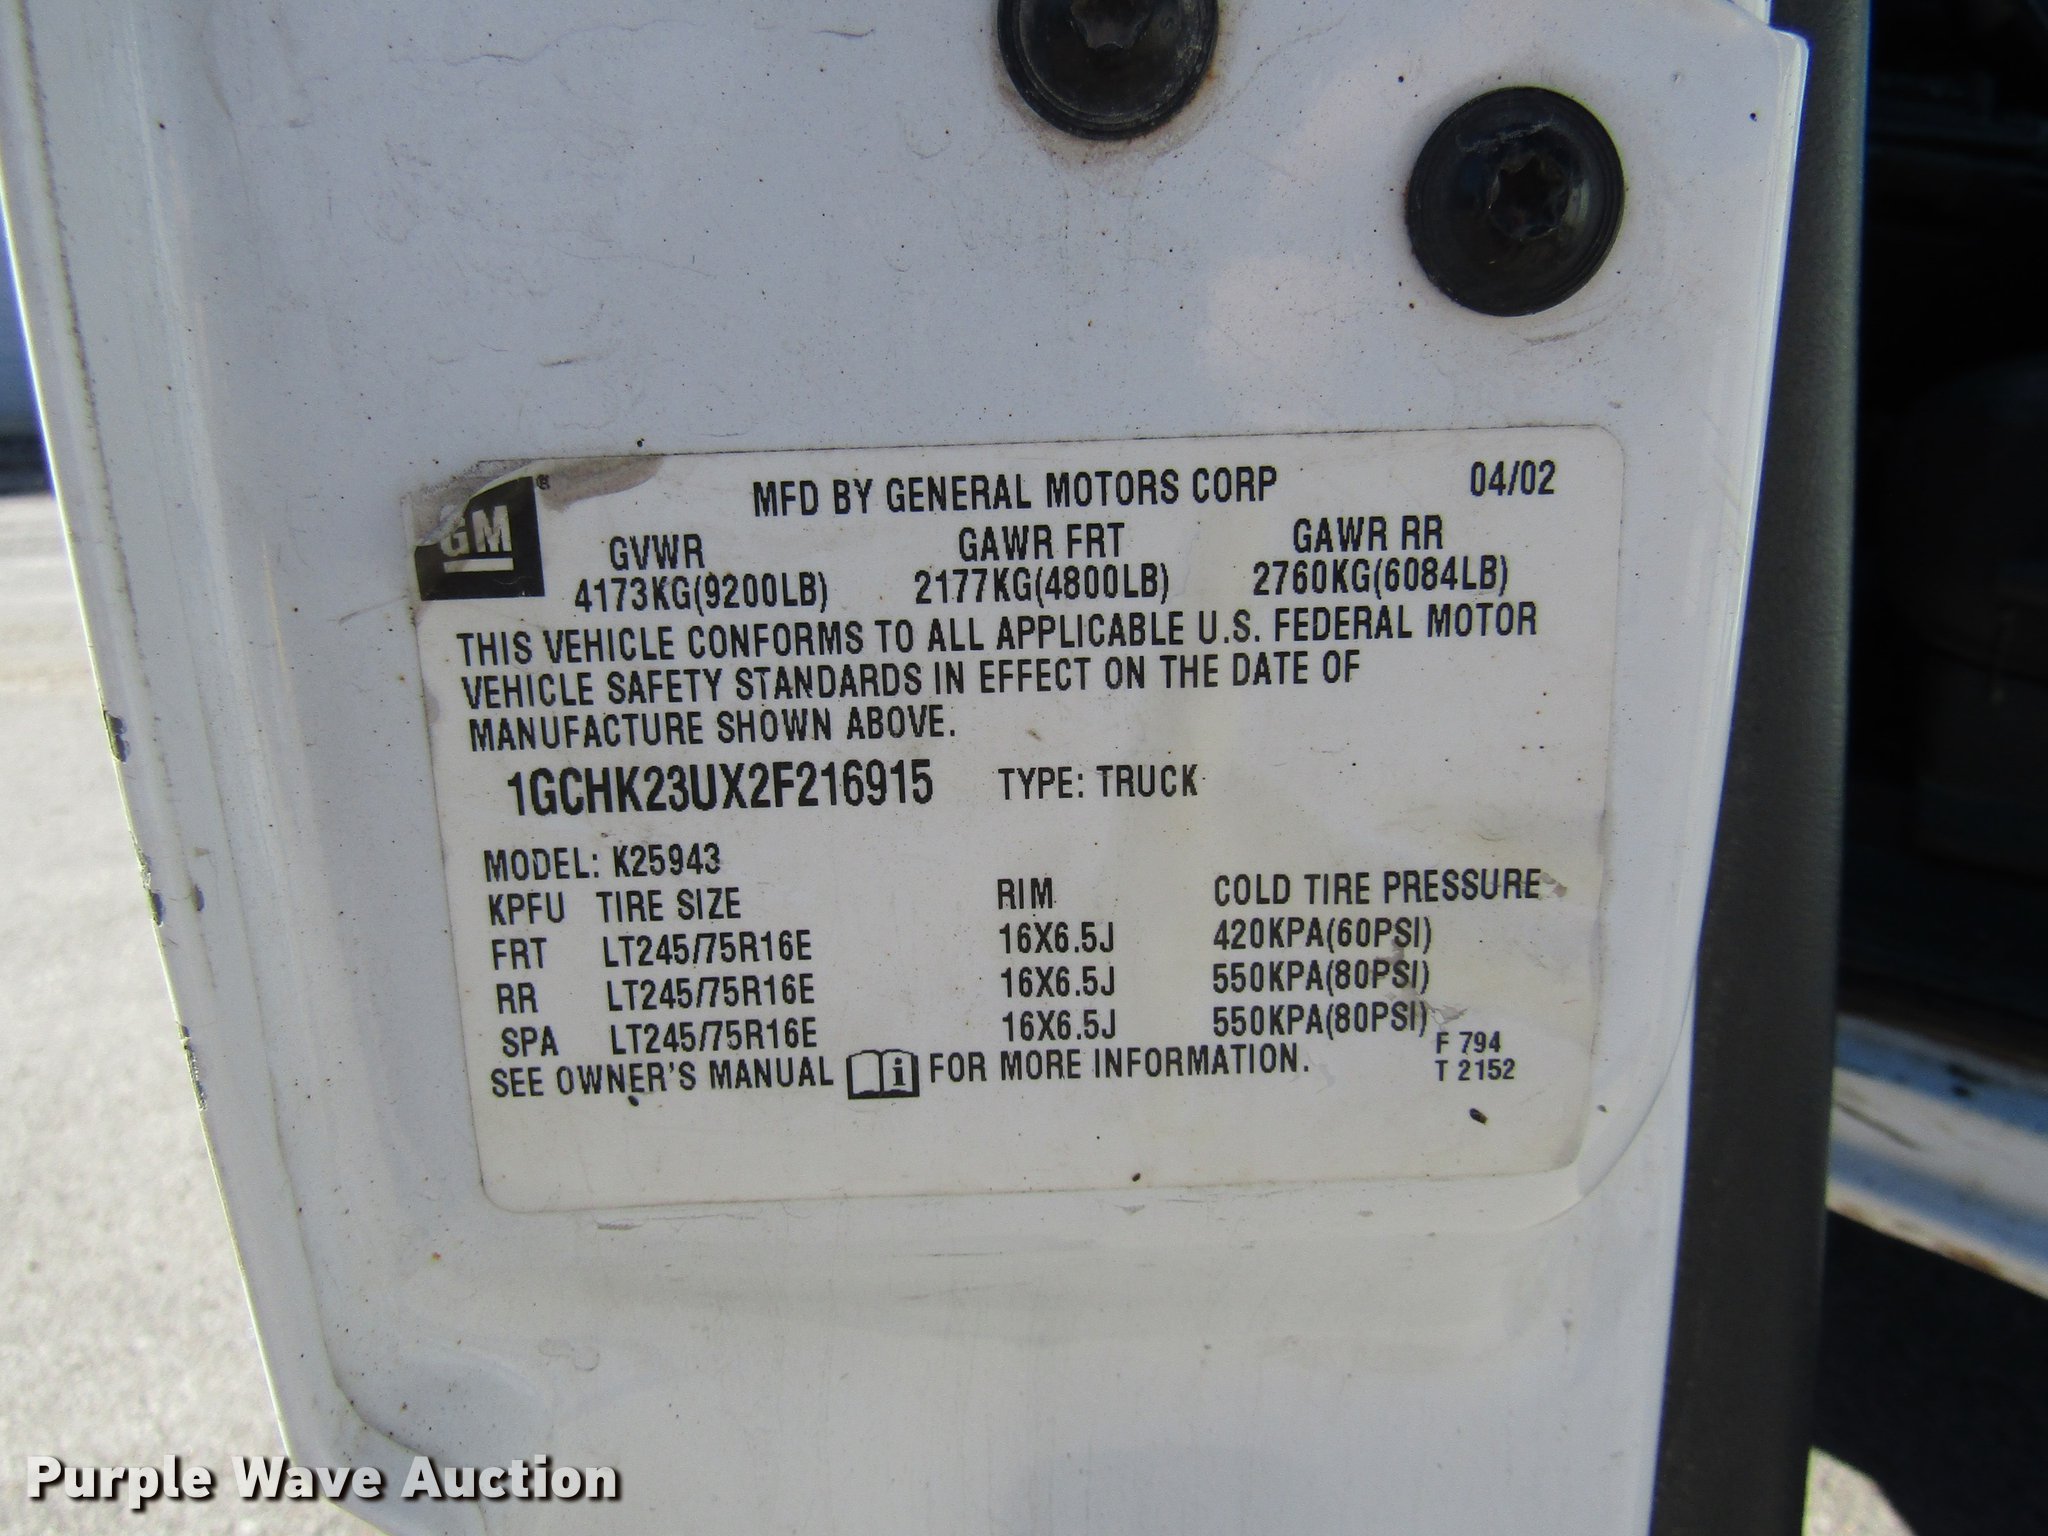 GM ®
MFD BY GENERAL MOTORS CORP 04/02
GVWR GAWR FRT GAWR RR
4173KG(9200LB) 2177KG(4800LB) 2760KG(6084LB)
THIS VEHICLE CONFORMS TO ALL APPLICABLE U.S. FEDERAL MOTOR
VEHICLE SAFETY STANDARDS IN EFFECT ON THE DATE OF
MANUFACTURE SHOWN ABOVE.
1GCHK23UX2F216915 TYPE: TRUCK
MODEL: K25943
KPFU TIRE SIZE RIM COLD TIRE PRESSURE
FRT LT245/75R16E 16X6.5J 420KPA(60PSI)
RR LT245/75R16E 16X6.5J 550KPA(80PSI)
SPA LT245/75R16E 16X6.5J 550KPA(80PSI)
SEE OWNER'S MANUAL i FOR MORE INFORMATION.
F 794
T 2152
Purple Wave Auction